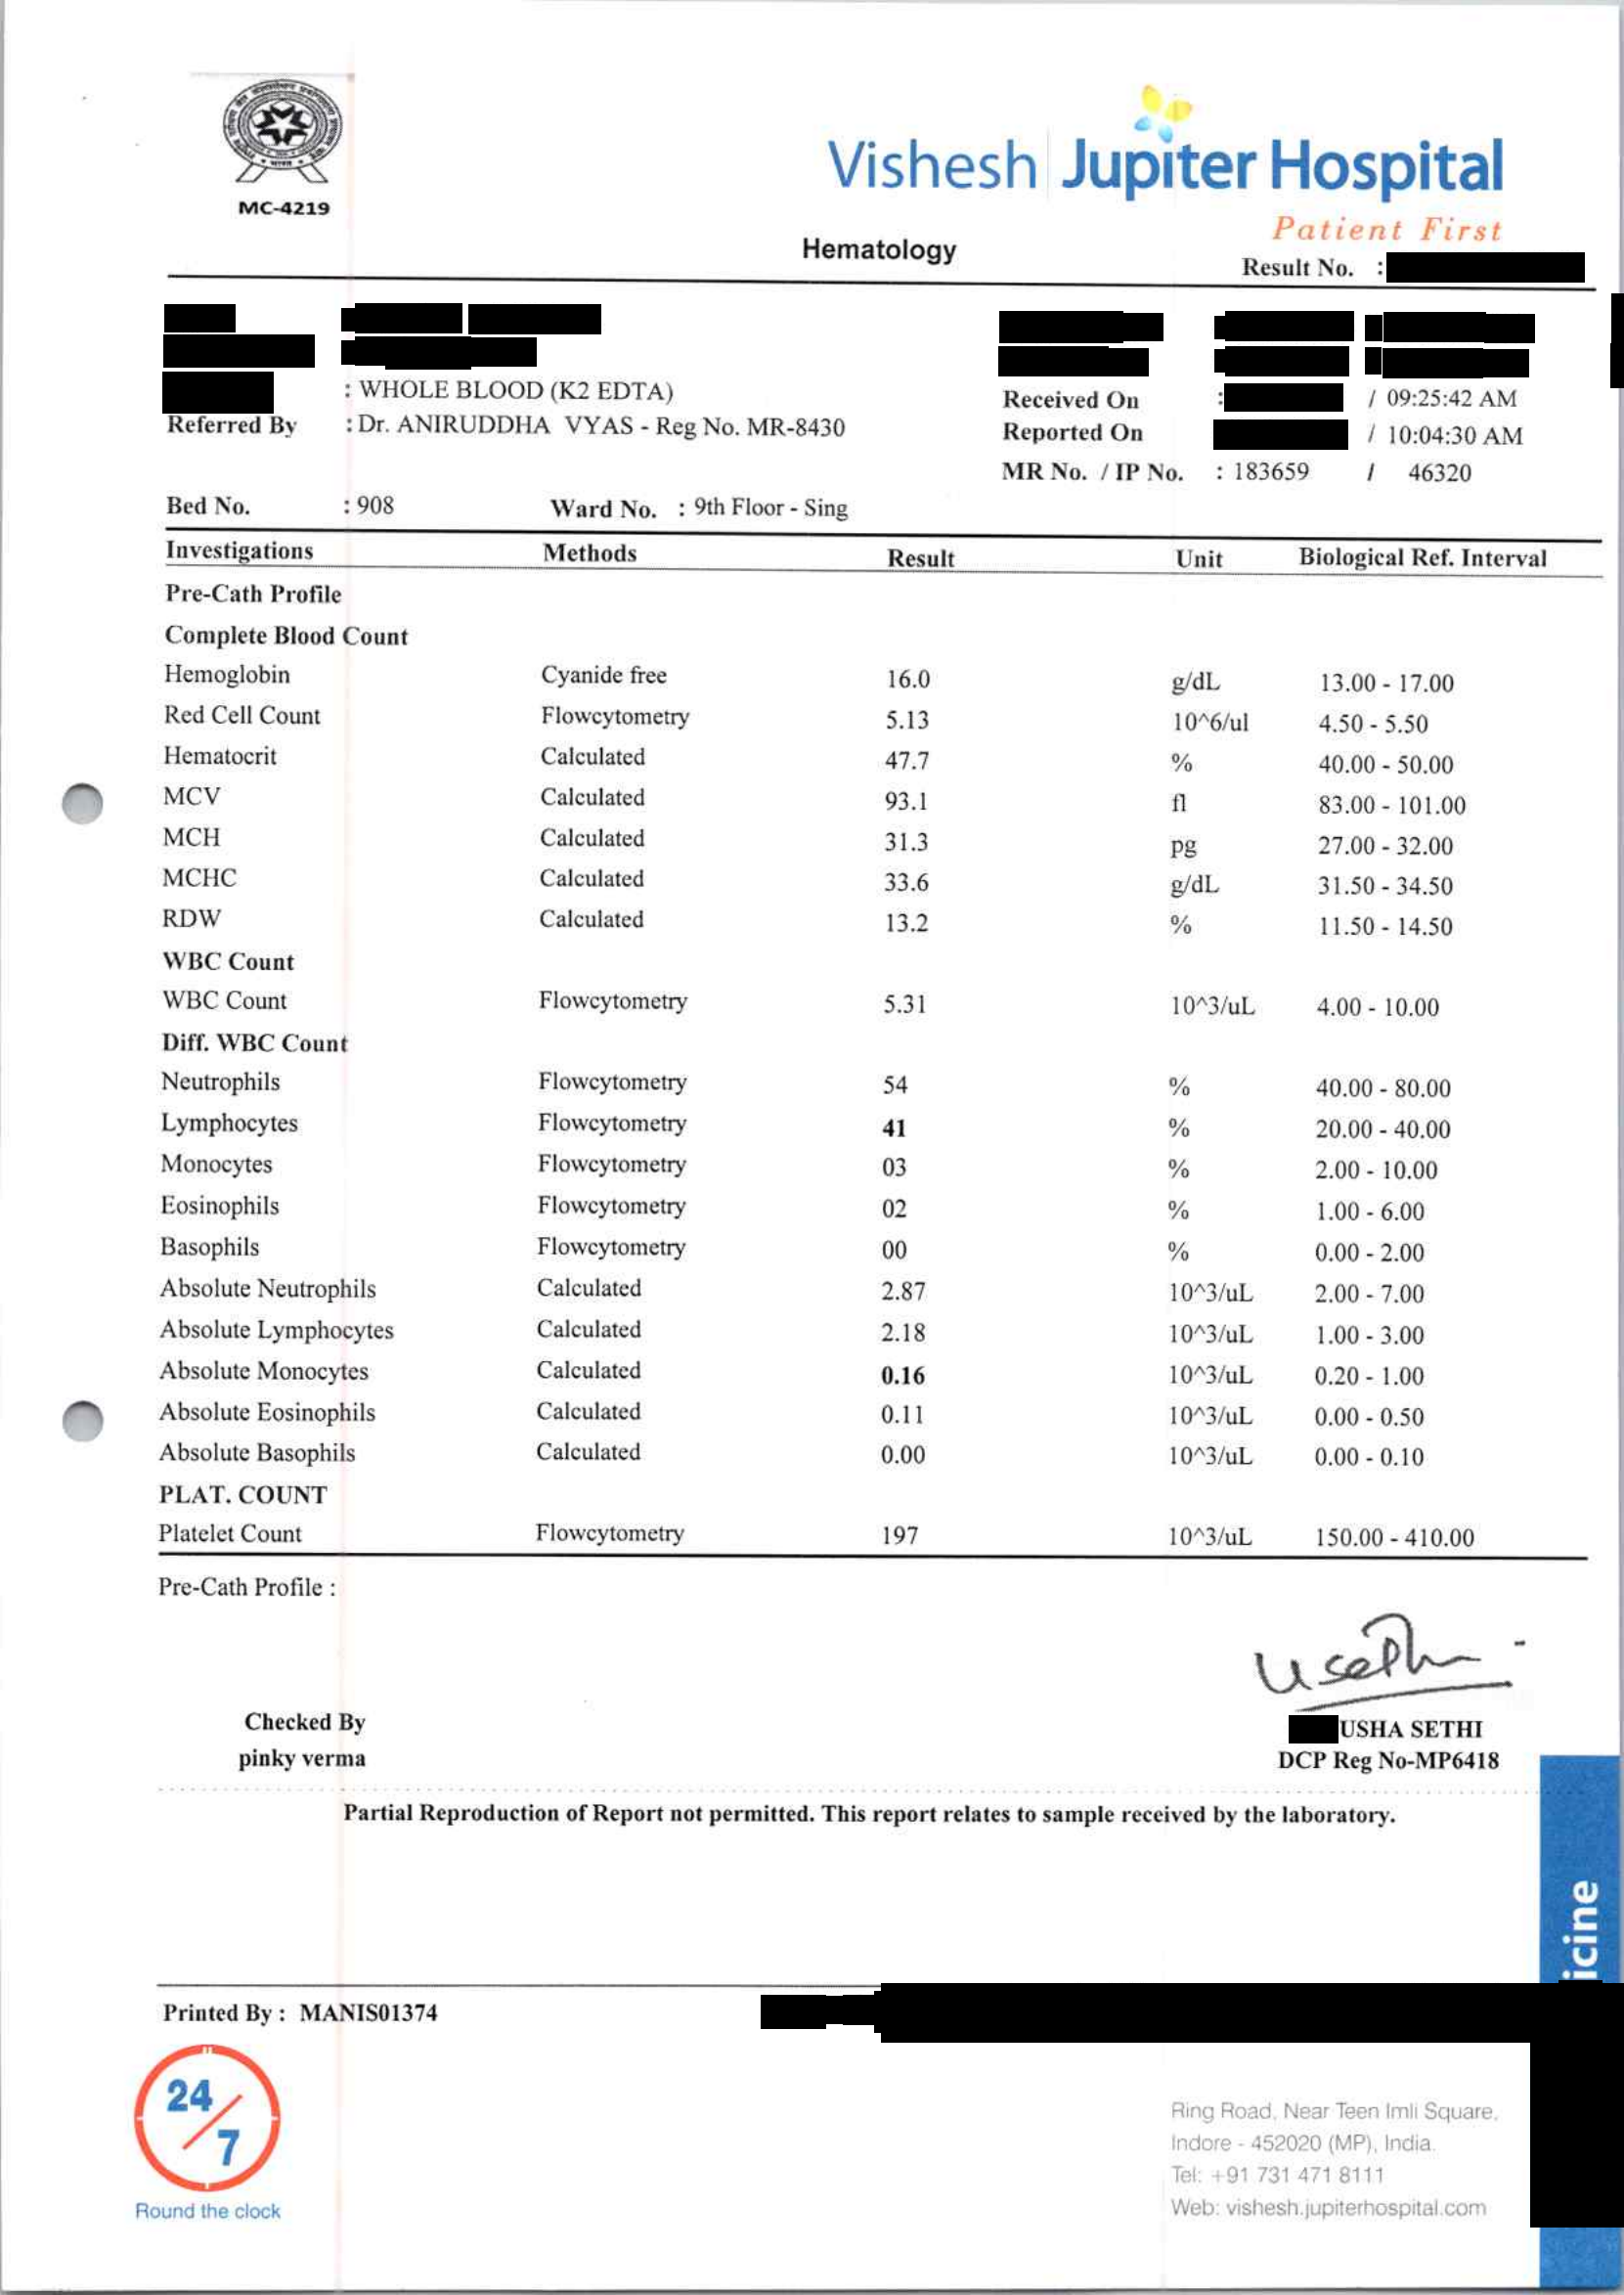 MC-4219
Vishesh Jupiter Hospital
Patient First
Hematology
Result No. :
: WHOLE BLOOD (K2 EDTA)
Received On : / 09:25:42 AM
Referred By : Dr. ANIRUDDHA VYAS - Reg No. MR-8430
Reported On / 10:04:30 AM
MR No. / IP No. : 183659 / 46320
Bed No. : 908 Ward No. : 9th Floor - Sing
Investigations Methods Result Unit Biological Ref. Interval
Pre-Cath Profile
Complete Blood Count
Hemoglobin Cyanide free 16.0 g/dL 13.00 - 17.00
Red Cell Count Flowcytometry 5.13 10^6/ul 4.50 - 5.50
Hematocrit Calculated 47.7 % 40.00 - 50.00
MCV Calculated 93.1 fl 83.00 - 101.00
MCH Calculated 31.3 pg 27.00 - 32.00
MCHC Calculated 33.6 g/dL 31.50 - 34.50
RDW Calculated 13.2 % 11.50 - 14.50
WBC Count
WBC Count Flowcytometry 5.31 10^3/uL 4.00 - 10.00
Diff. WBC Count
Neutrophils Flowcytometry 54 % 40.00 - 80.00
Lymphocytes Flowcytometry 41 % 20.00 - 40.00
Monocytes Flowcytometry 03 % 2.00 - 10.00
Eosinophils Flowcytometry 02 % 1.00 - 6.00
Basophils Flowcytometry 00 % 0.00 - 2.00
Absolute Neutrophils Calculated 2.87 10^3/uL 2.00 - 7.00
Absolute Lymphocytes Calculated 2.18 10^3/uL 1.00 - 3.00
Absolute Monocytes Calculated 0.16 10^3/uL 0.20 - 1.00
Absolute Eosinophils Calculated 0.11 10^3/uL 0.00 - 0.50
Absolute Basophils Calculated 0.00 10^3/uL 0.00 - 0.10
PLAT. COUNT
Platelet Count Flowcytometry 197 10^3/uL 150.00 - 410.00
Pre-Cath Profile :
Usethi
Checked By
pinky verma
USHA SETHI
DCP Reg No-MP6418
Partial Reproduction of Report not permitted. This report relates to sample received by the laboratory.
icine
Printed By : MANIS01374
24/7
Round the clock
Ring Road, Near Teen Imli Square,
Indore - 452020 (MP), India.
Tel: +91 731 471 8111
Web: vishesh.jupiterhospital.com